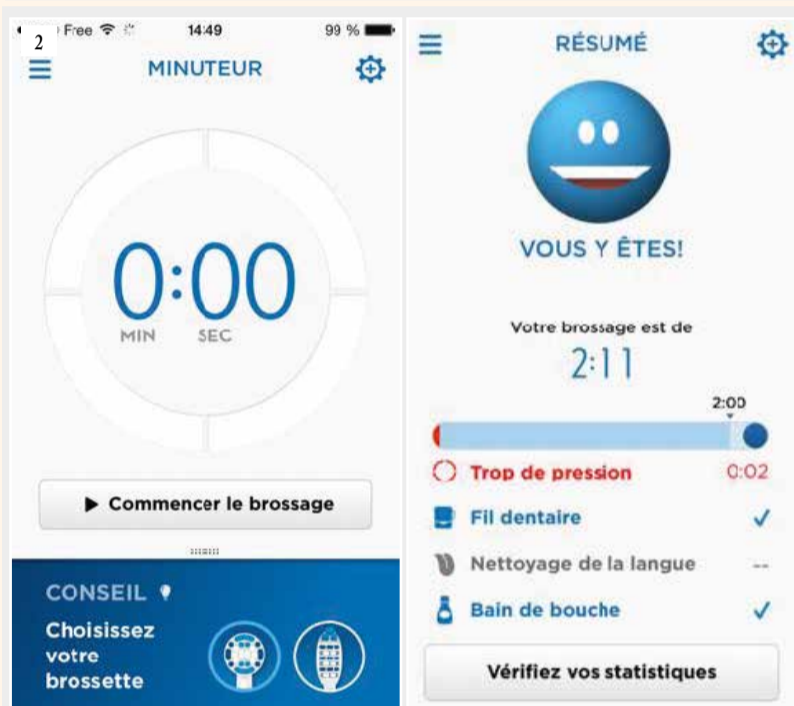 2
Free 14:49 99 %
MINUTEUR
0:00
MIN SEC
Commencer le brossage
CONSEIL
Choisissez
votre
brossette
RÉSUMÉ
VOUS Y ÊTES!
Votre brossage est de
2:11
2:00
Trop de pression 0:02
Fil dentaire
Nettoyage de la langue --
Bain de bouche
Vérifiez vos statistiques